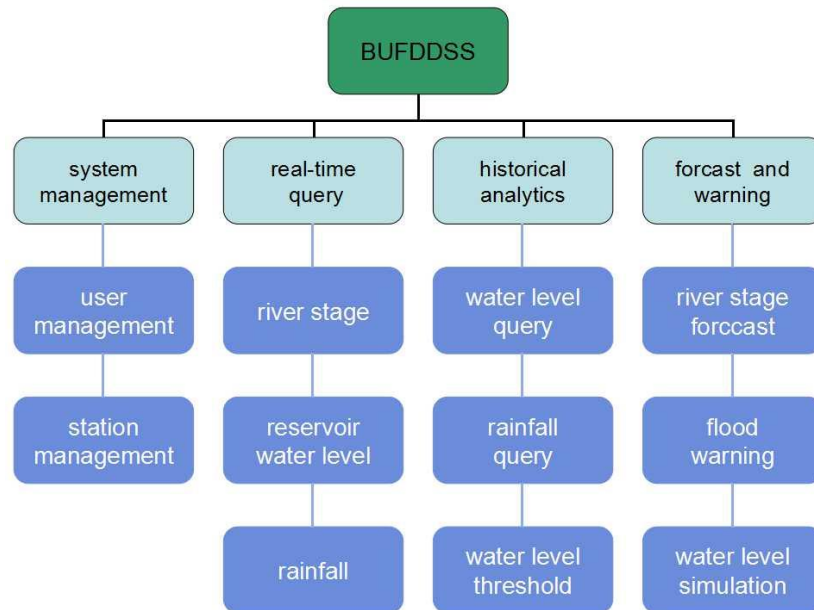 BUFDDSS
system
management
real-time
query
historical
analytics
forcast and
warning
user
management
river stage
water level
query
river stage
forccast
station
management
reservoir
water level
rainfall
query
flood
warning
rainfall
water level
threshold
water level
simulation